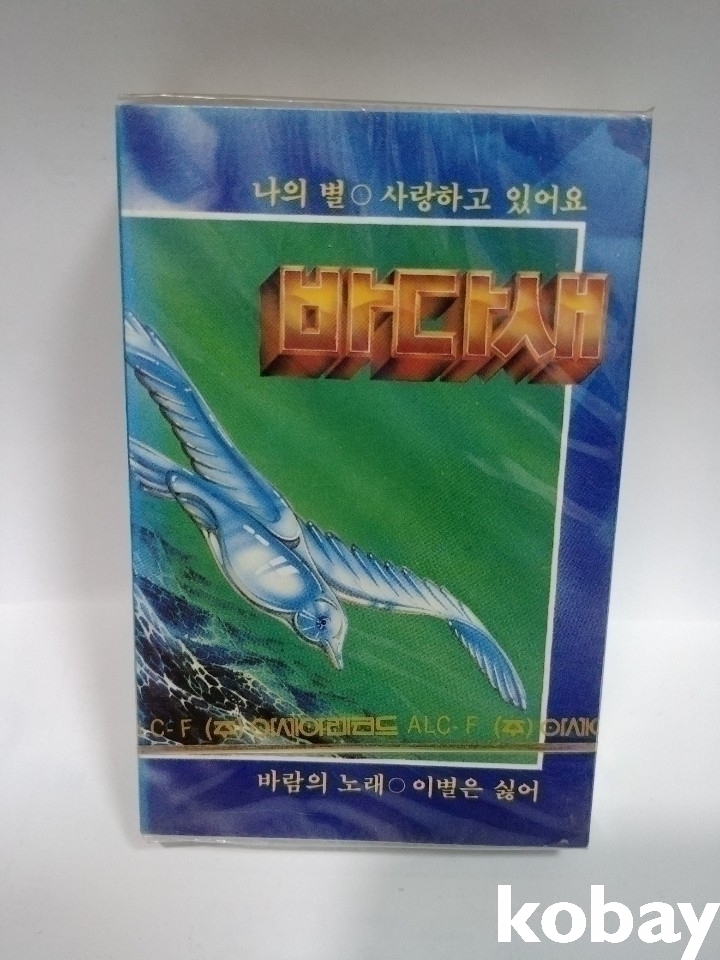 나의 별○ 사랑하고 있어요
바다새
C-F (주)아세아레코드 ALC-F (주)아세아
바람의 노래○ 이별은 싫어
kobay